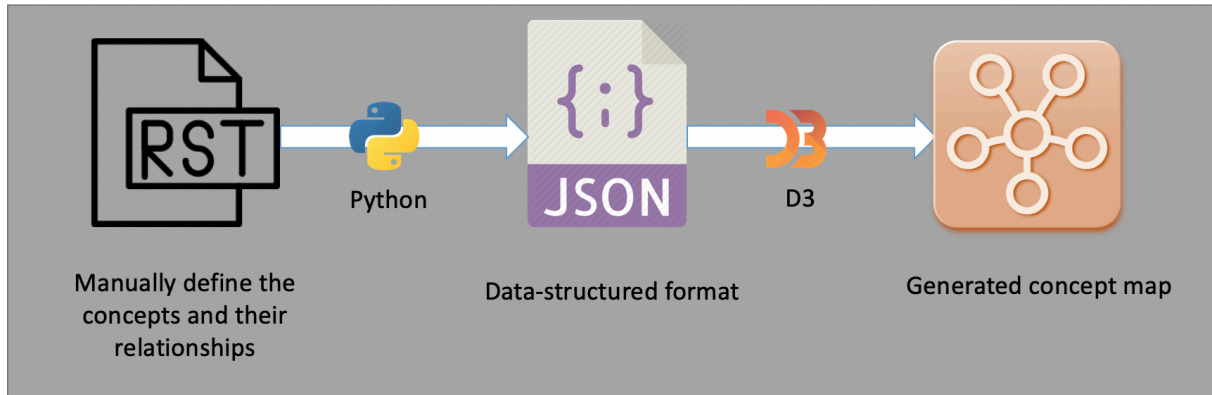 RST
{;}
JSON
Python
D3
Manually define the
concepts and their
relationships
Data-structured format
Generated concept map